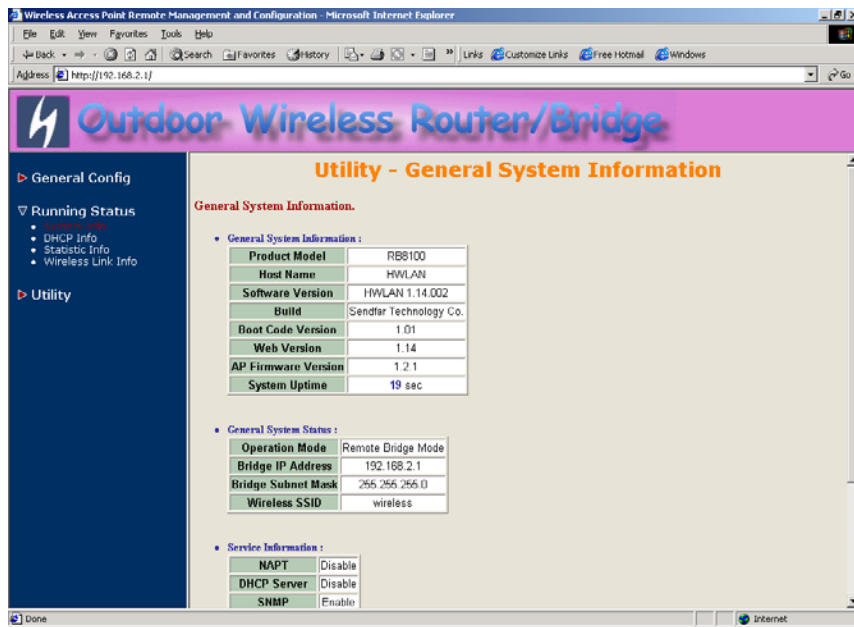 Wireless Access Point Remote Management and Configuration - Microsoft Internet Explorer
File Edit View Favorites Tools Help
Back Search Favorites History » Links Customize Links Free Hotmail Windows
Address http://192.168.2.1/ Go
Outdoor Wireless Router/Bridge
General Config
Running Status
System Info
DHCP Info
Statistic Info
Wireless Link Info
Utility
Utility - General System Information
General System Information.
General System Information :
Product Model RB8100
Host Name HWLAN
Software Version HWLAN 1.14.002
Build Sendfar Technology Co.
Boot Code Version 1.01
Web Version 1.14
AP Firmware Version 1.2.1
System Uptime 19 sec
General System Status :
Operation Mode Remote Bridge Mode
Bridge IP Address 192.168.2.1
Bridge Subnet Mask 255.255.255.0
Wireless SSID wireless
Service Information :
NAPT Disable
DHCP Server Disable
SNMP Enable
Done Internet